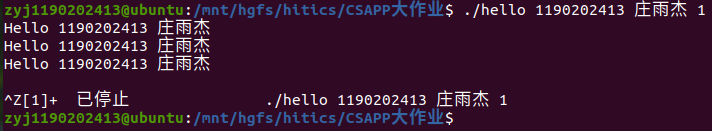 zyj1190202413@ubuntu:/mnt/hgfs/hitics/CSAPP大作业$ ./hello 1190202413 庄雨杰 1
Hello 1190202413 庄雨杰
Hello 1190202413 庄雨杰
Hello 1190202413 庄雨杰
^Z[1]+  已停止               ./hello 1190202413 庄雨杰 1
zyj1190202413@ubuntu:/mnt/hgfs/hitics/CSAPP大作业$